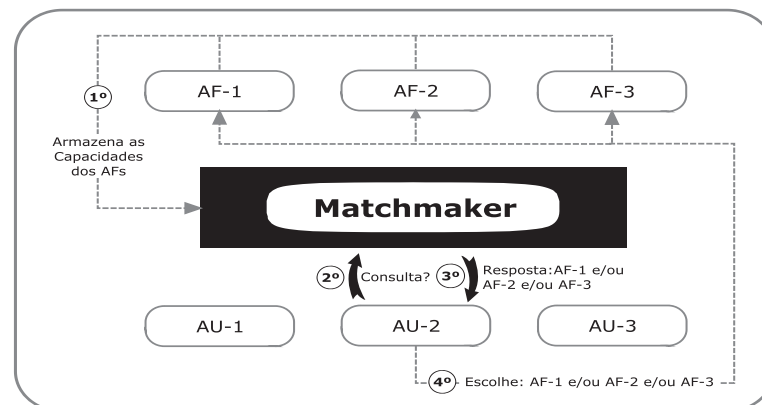 AF-1
AF-2
AF-3
1º
Armazena as
Capacidades
dos AFs
Matchmaker
2º
Consulta?
3º
Resposta:AF-1 e/ou
AF-2 e/ou AF-3
AU-1
AU-2
AU-3
4º
Escolhe: AF-1 e/ou AF-2 e/ou AF-3